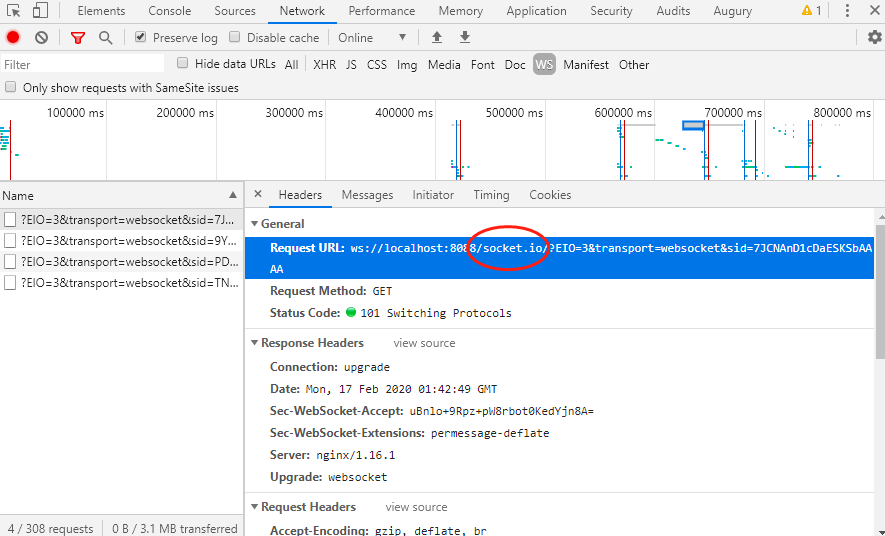 Elements Console Sources Network Performance Memory Application Security Audits Augury 1
Preserve log Disable cache Online
Filter Hide data URLs All XHR JS CSS Img Media Font Doc WS Manifest Other
Only show requests with SameSite issues
100000 ms 200000 ms 300000 ms 400000 ms 500000 ms 600000 ms 700000 ms 800000 ms
Name
?EIO=3&transport=websocket&sid=7J...
?EIO=3&transport=websocket&sid=9Y...
?EIO=3&transport=websocket&sid=PD...
?EIO=3&transport=websocket&sid=TN...
4 / 308 requests 0 B / 3.1 MB transferred
× Headers Messages Initiator Timing Cookies
General
Request URL: ws://localhost:8088/socket.io/?EIO=3&transport=websocket&sid=7JCNAnD1cDaESKSbAA
AA
Request Method: GET
Status Code: 101 Switching Protocols
Response Headers view source
Connection: upgrade
Date: Mon, 17 Feb 2020 01:42:49 GMT
Sec-WebSocket-Accept: uBnlo+9Rpz+pW8rbot0KedYjn8A=
Sec-WebSocket-Extensions: permessage-deflate
Server: nginx/1.16.1
Upgrade: websocket
Request Headers view source
Accept-Encoding: gzip, deflate, br